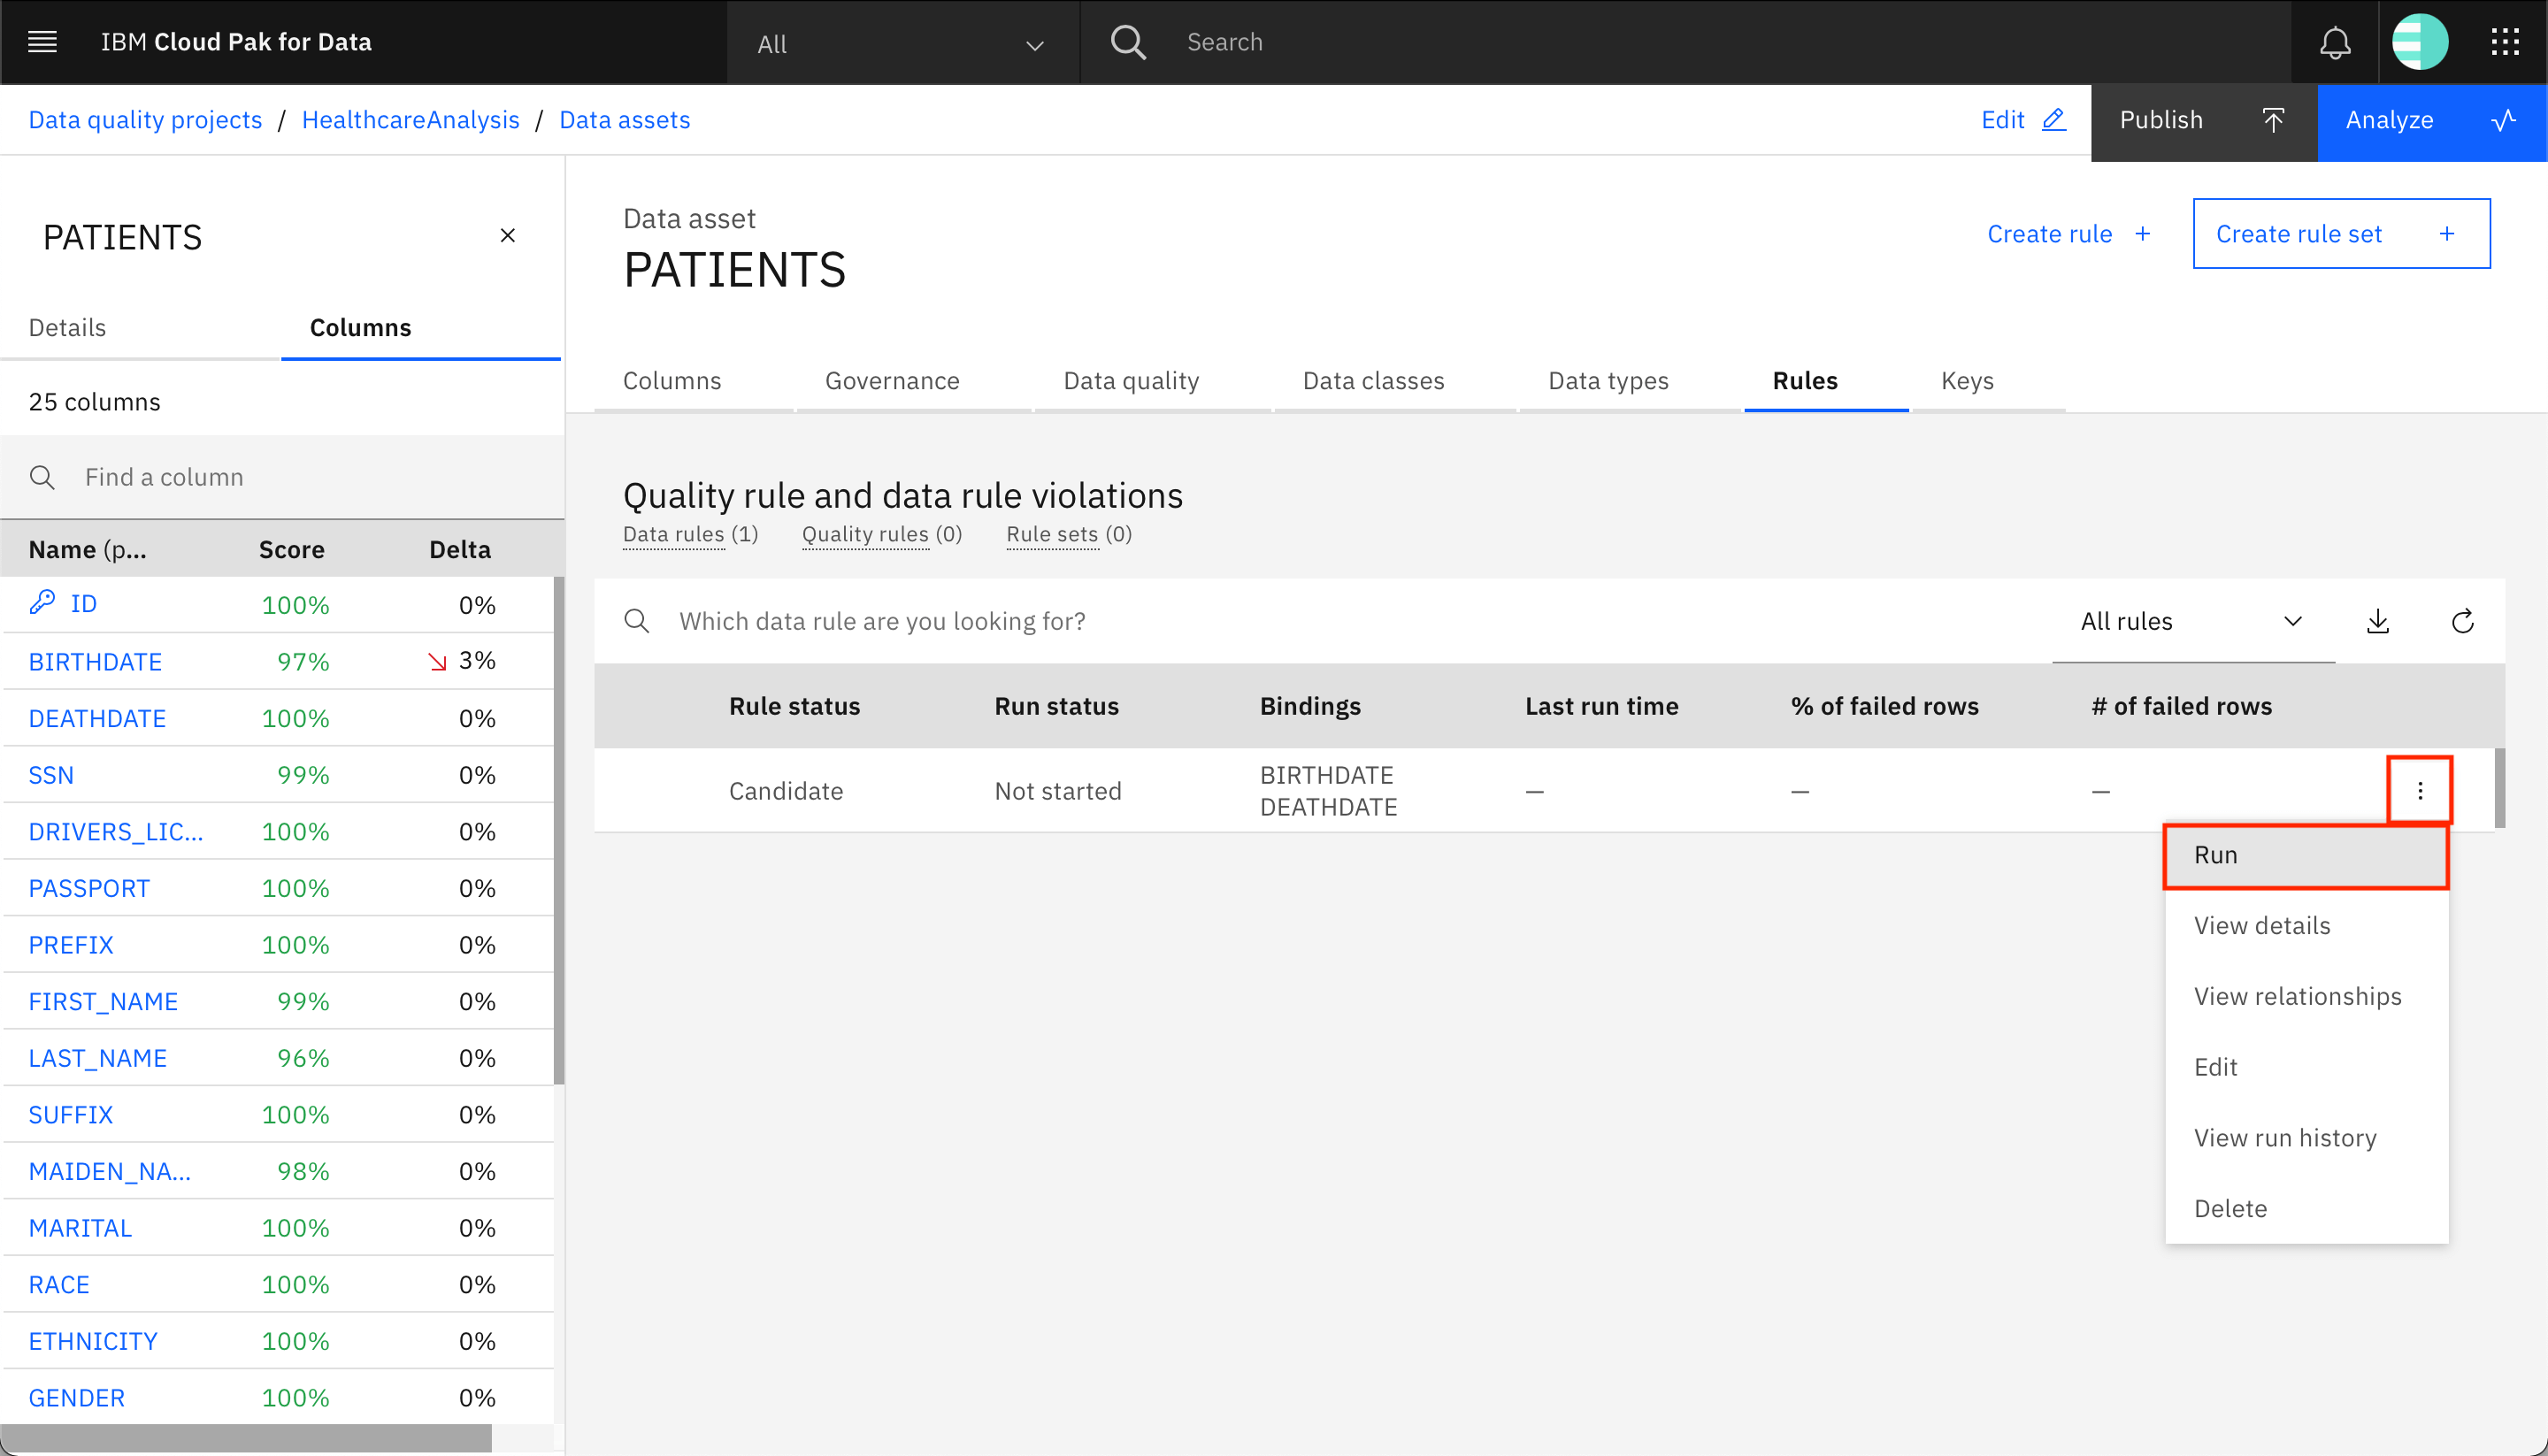 IBM Cloud Pak for Data
All
Search
Data quality projects / HealthcareAnalysis / Data assets
Edit
Publish
Analyze
PATIENTS
Details
Columns
25 columns
Find a column
Name (p... Score Delta
ID 100% 0%
BIRTHDATE 97% 3%
DEATHDATE 100% 0%
SSN 99% 0%
DRIVERS_LIC... 100% 0%
PASSPORT 100% 0%
PREFIX 100% 0%
FIRST_NAME 99% 0%
LAST_NAME 96% 0%
SUFFIX 100% 0%
MAIDEN_NA... 98% 0%
MARITAL 100% 0%
RACE 100% 0%
ETHNICITY 100% 0%
GENDER 100% 0%
Data asset
PATIENTS
Create rule +
Create rule set +
Columns Governance Data quality Data classes Data types Rules Keys
Quality rule and data rule violations
Data rules (1) Quality rules (0) Rule sets (0)
Which data rule are you looking for?
All rules
Rule status Run status Bindings Last run time % of failed rows # of failed rows
Candidate Not started BIRTHDATE — — —
DEATHDATE
Run
View details
View relationships
Edit
View run history
Delete